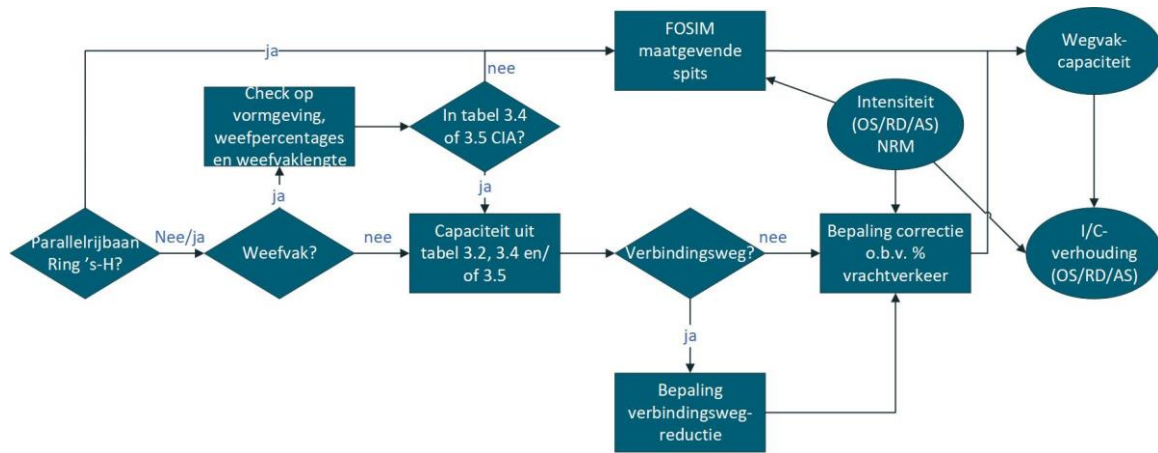 ja
FOSIM
maatgevende
spits
Wegvak-
capaciteit
nee
Check op
vormgeving,
weefpercentages
en weefvaklengte
In tabel 3.4
of 3.5 CIA?
Intensiteit
(OS/RD/AS)
NRM
ja
ja
Parallelrijbaan
Ring ’s-H?
Nee/ja
Weefvak?
nee
Capaciteit uit
tabel 3.2, 3.4 en/
of 3.5
Verbindingsweg?
nee
Bepaling correctie
o.b.v. %
vrachtverkeer
I/C-
verhouding
(OS/RD/AS)
ja
Bepaling
verbindingsweg-
reductie